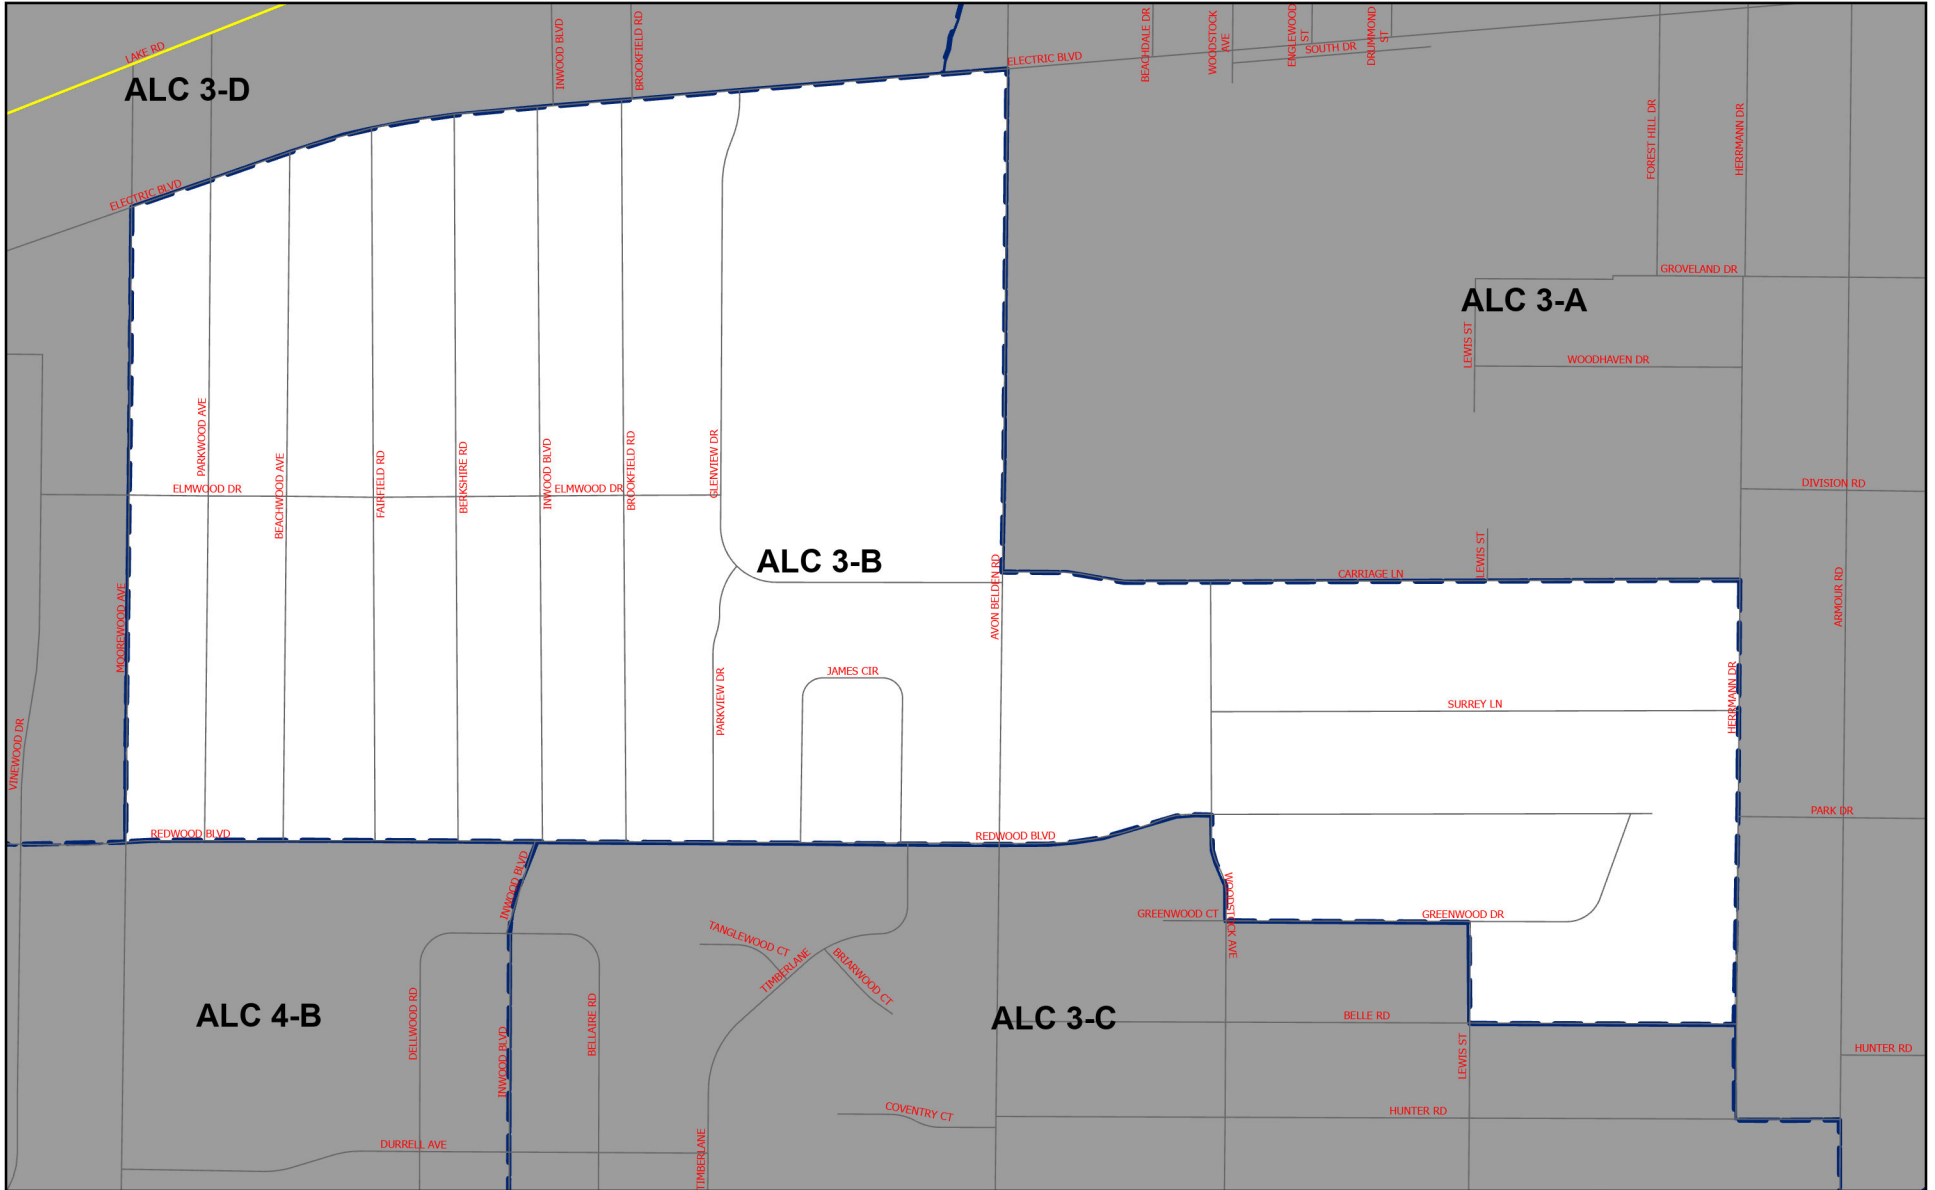 LAKE RD
ALC 3-D
INWOOD BLVD
BROOKFIELD RD
ELECTRIC BLVD
BEACHDALE DR
WOODSTOCK
AVE
ENGLEWOOD
ST
SOUTH DR
DRUMMOND
ST
FOREST HILL DR
HERRMANN DR
ELECTRIC BLVD
GROVELAND DR
ALC 3-A
LEWIS ST
WOODHAVEN DR
PARKWOOD AVE
BEACHWOOD AVE
FAIRFIELD RD
BERKSHIRE RD
INWOOD BLVD
BROOKFIELD RD
GLENVIEW DR
ELMWOOD DR
ELMWOOD DR
DIVISION RD
ALC 3-B
AVON BELDEN RD
CARRIAGE LN
LEWIS ST
ARMOUR RD
MOOREWOOD AVE
JAMES CIR
PARKVIEW DR
SURREY LN
HERRMANN DR
VINEWOOD DR
REDWOOD BLVD
REDWOOD BLVD
PARK DR
INWOOD BLVD
WOODSTOCK AVE
GREENWOOD CT
GREENWOOD DR
TANGLEWOOD CT
TIMBERLANE
BRIARWOOD CT
ALC 4-B
DELLWOOD RD
INWOOD BLVD
BELLAIRE RD
ALC 3-C
BELLE RD
LEWIS ST
HUNTER RD
COVENTRY CT
HUNTER RD
DURRELL AVE
TIMBERLANE